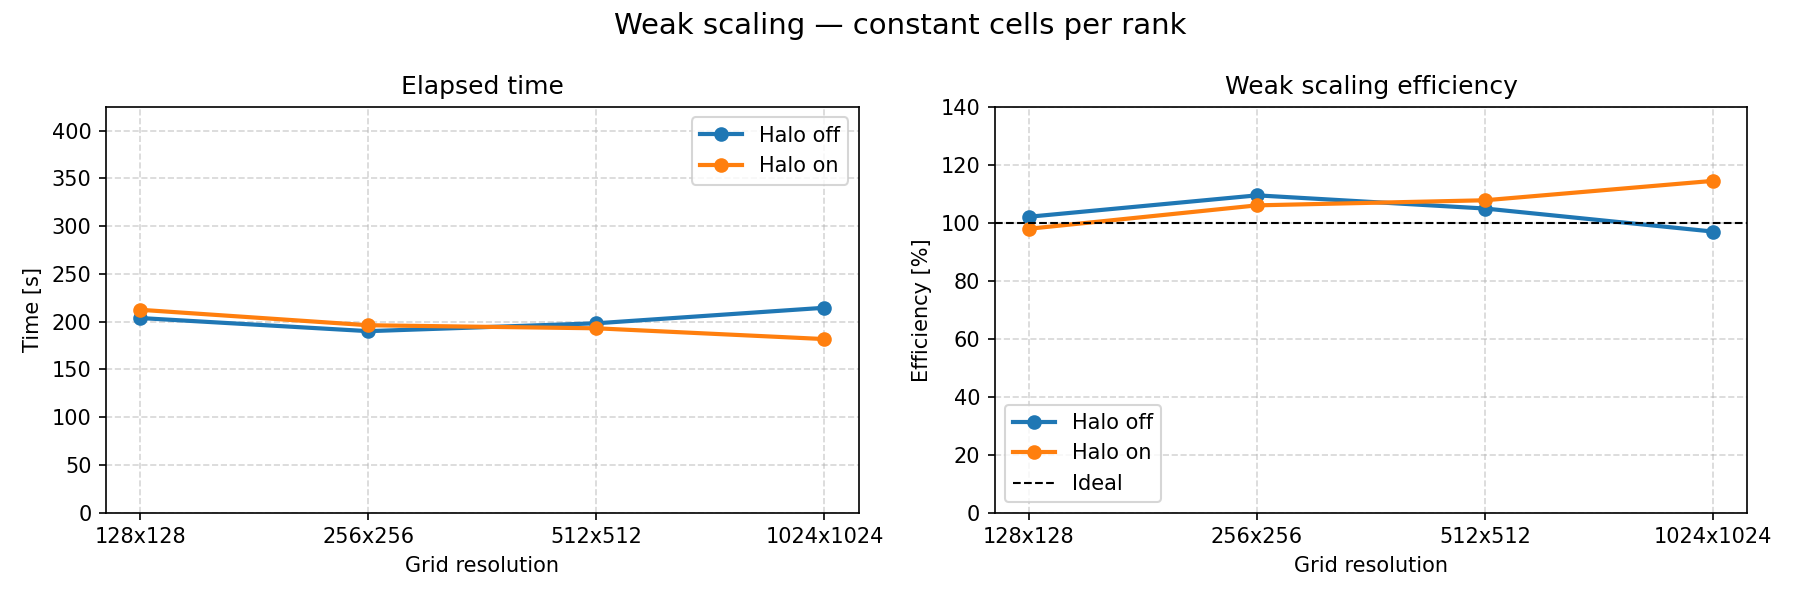 Weak scaling — constant cells per rank
Elapsed time
Time [s]
400
350
300
250
200
150
100
50
0
Halo off
Halo on
128x128
256x256
512x512
1024x1024
Grid resolution
Weak scaling efficiency
Efficiency [%]
140
120
100
80
60
40
20
0
Halo off
Halo on
Ideal
128x128
256x256
512x512
1024x1024
Grid resolution